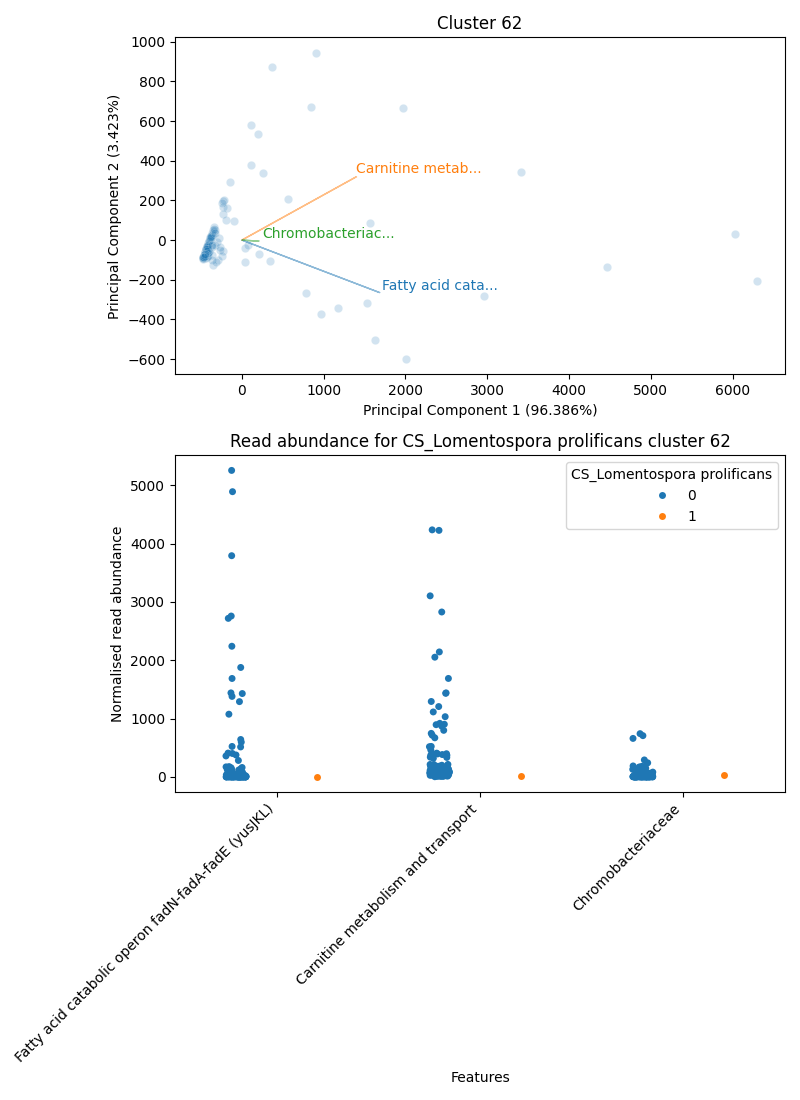 Cluster 62
1000
800
600
400
200
0
−200
−400
−600
Principal Component 2 (3.423%)
Carnitine metab...
Chromobacteriac...
Fatty acid cata...
0 1000 2000 3000 4000 5000 6000
Principal Component 1 (96.386%)
Read abundance for CS_Lomentospora prolificans cluster 62
CS_Lomentospora prolificans
0
1
5000
4000
3000
2000
1000
0
Normalised read abundance
Fatty acid catabolic operon fadN-fadA-fadE (yusJKL)
Carnitine metabolism and transport
Chromobacteriaceae
Features